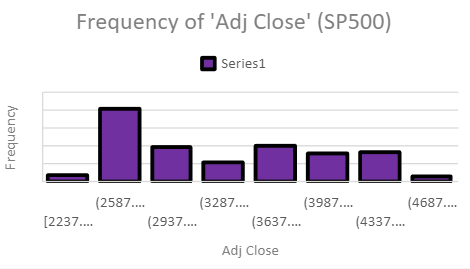 Frequency of 'Adj Close' (SP500)
Series1
Frequency
(2587.... (3287.... (3987.... (4687....
[2237.... (2937.... (3637.... (4337....
Adj Close